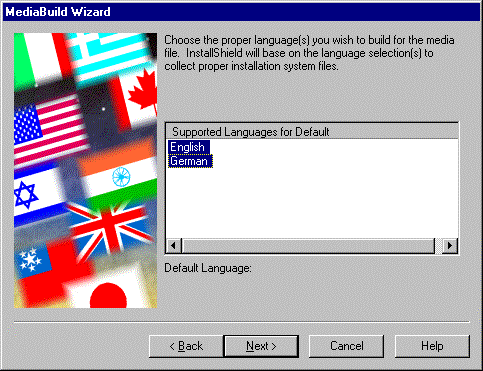 MediaBuild Wizard
Choose the proper language(s) you wish to build for the media
file. InstallShield will base on the language selection(s) to
collect proper installation system files.
Supported Languages for Default
English
German
Default Language:
< Back
Next >
Cancel
Help